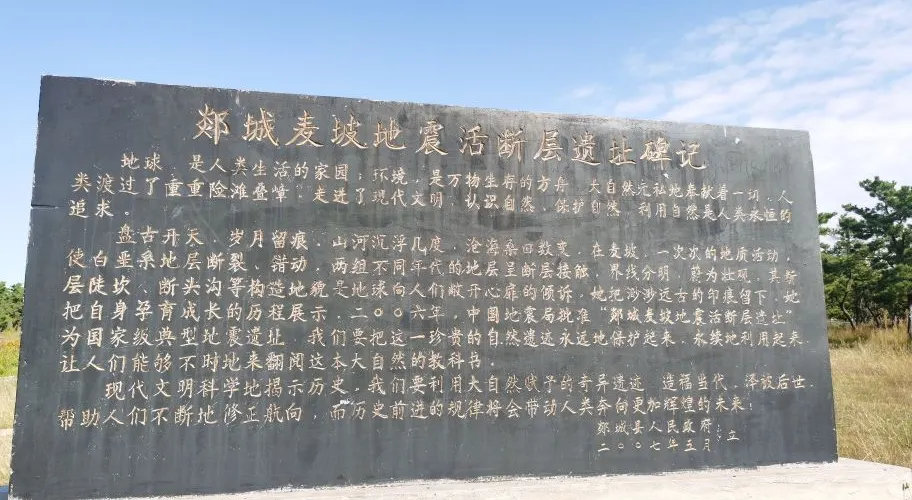 郯城麦坡地震活断层遗址碑记
地球，是人类生活的家园；环境，是万物生存的方舟。大自然无私地奉献着一切，人
类渡过了重重险滩叠嶂，走进了现代文明，认识自然，保护自然，利用自然是人类永恒的
追求。
盘古开天、岁月留痕，山河沉浮几度，沧海桑田数变。在麦坡，一次次的地质活动，
使白垩系地层断裂、错动，两组不同年代的地层呈断层接触，界线分明，蔚为壮观，其断
层陡坎、断头沟等构造地貌是地球向人们敞开心扉的倾诉，她把涉涉远古的印痕留下，她
把自身孕育成长的历程展示。二〇〇六年，中国地震局批准“郯城麦坡地震活断层遗址”
为国家级典型地震遗址，我们要把这一珍贵的自然遗迹永远地保护起来，永续地利用起来，
让人们能够不时地来翻阅这本大自然的教科书。
现代文明科学地揭示历史，我们要利用大自然赋予的奇异遗迹，造福当代，泽被后世，
帮助人们不断地修正航向，而历史前进的规律将会带动人类奔向更加辉煌的未来！
郯城县人民政府 立
二〇〇七年五月